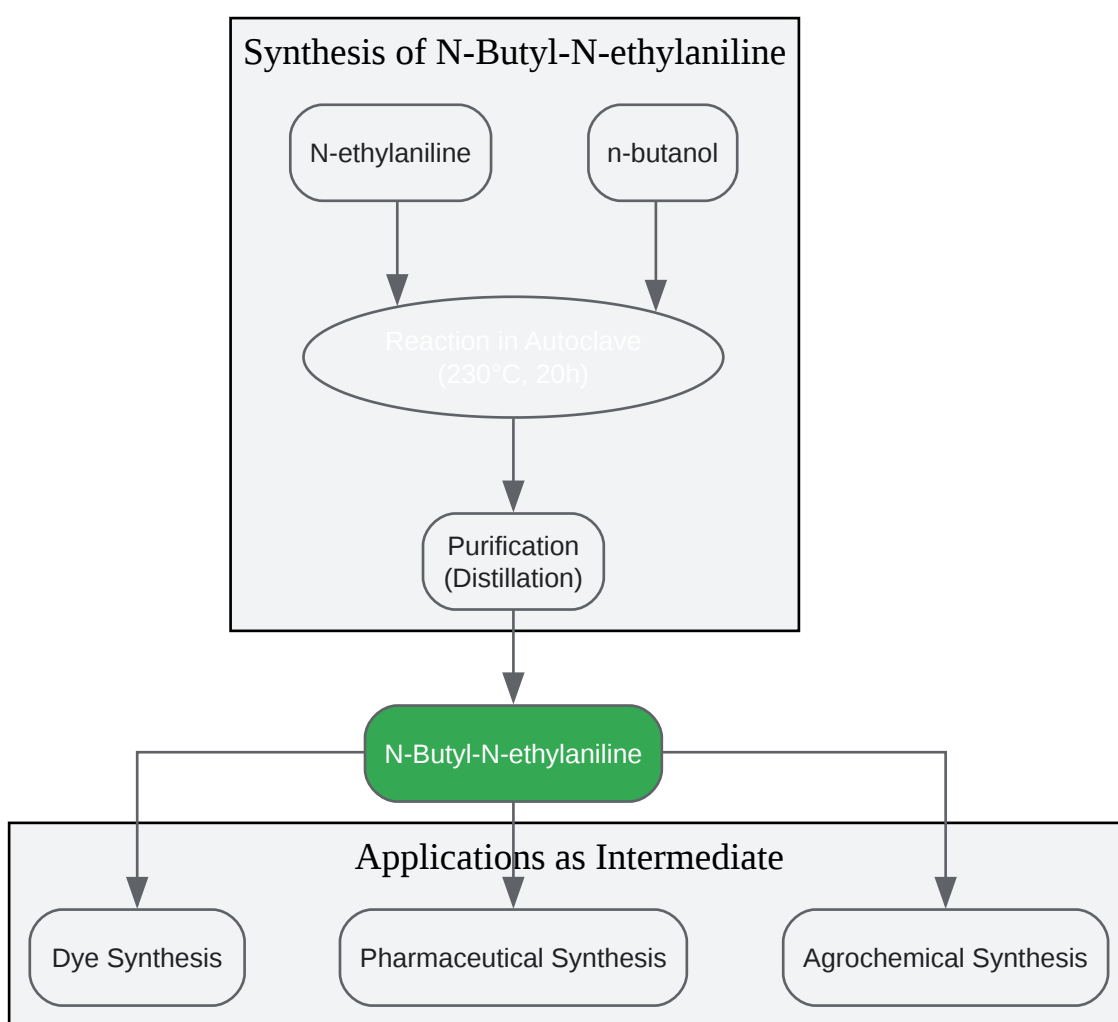 Synthesis of N-Butyl-N-ethylaniline
N-ethylaniline
n-butanol
Reaction in Autoclave
(230°C, 20h)
Purification
(Distillation)
N-Butyl-N-ethylaniline
Applications as Intermediate
Dye Synthesis
Pharmaceutical Synthesis
Agrochemical Synthesis